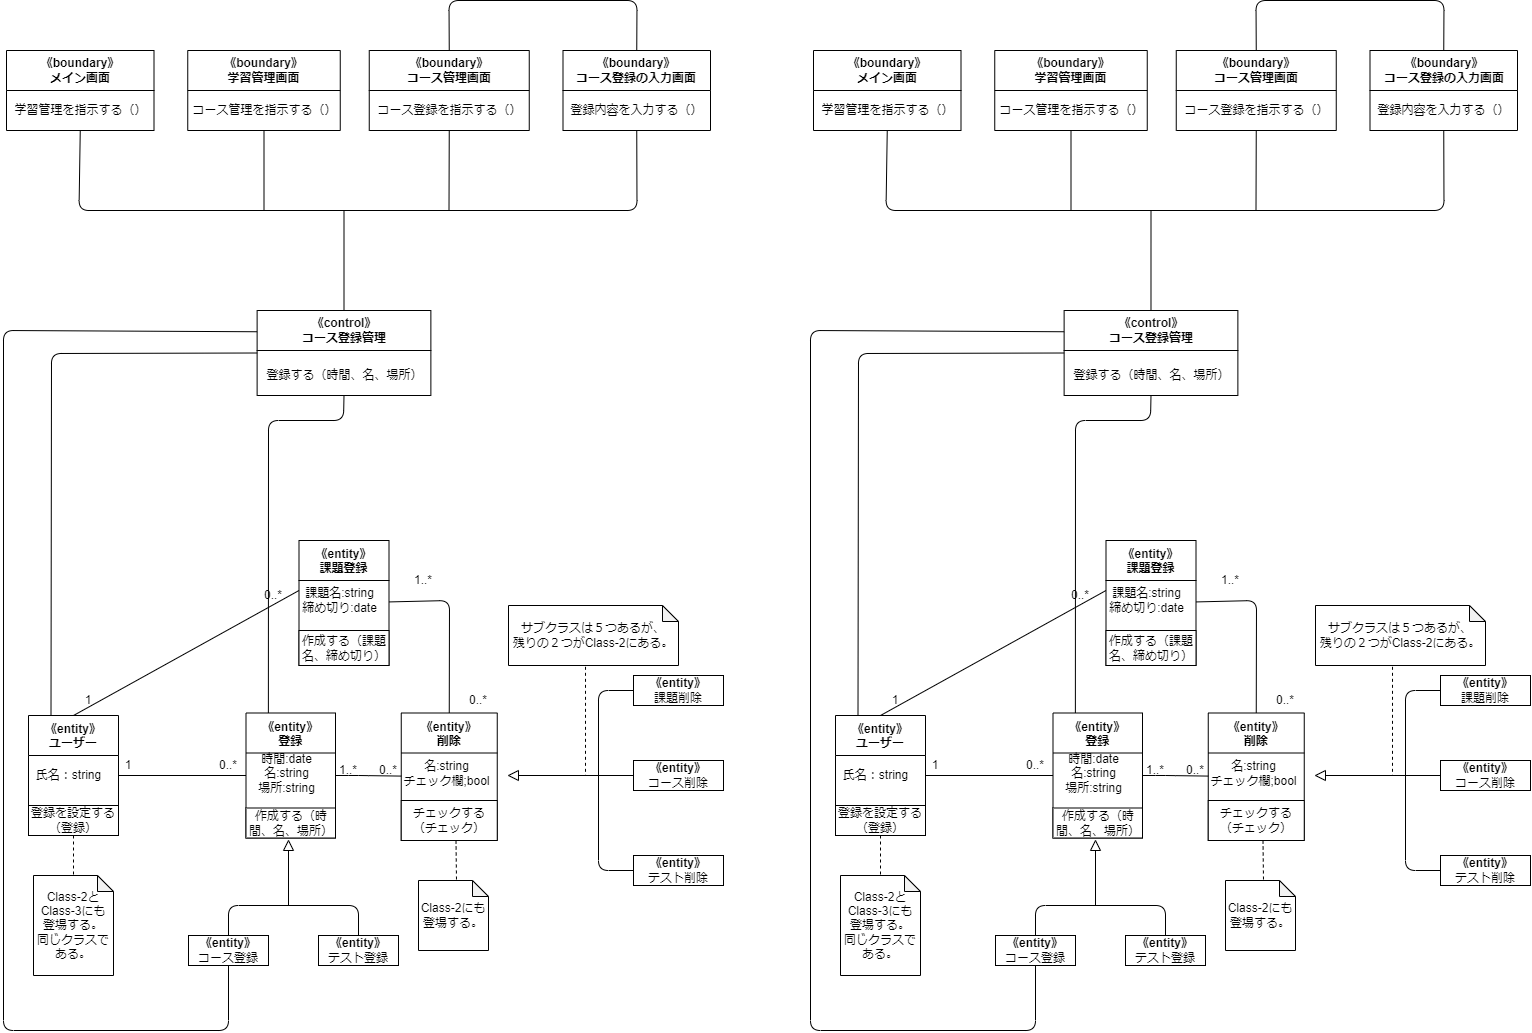 《boundary》
メイン画面
学習管理を指示する（）
《boundary》
学習管理画面
コース管理を指示する（）
《boundary》
コース管理画面
コース登録を指示する（）
《boundary》
コース登録の入力画面
登録内容を入力する（）
《control》
コース登録管理
登録する（時間、名、場所）
《entity》
課題登録
課題名:string
締め切り:date
作成する（課題
名、締め切り）
0..*
1..*
1
0..*
サブクラスは５つあるが、
残りの２つがClass-2にある。
《entity》
課題削除
《entity》
ユーザー
氏名：string
登録を設定する
（登録）
1
0..*
《entity》
登録
時間:date
名:string
場所:string
作成する（時
間、名、場所）
1..*
0..*
《entity》
削除
名:string
チェック欄;bool
チェックする
（チェック）
《entity》
コース削除
《entity》
テスト削除
Class-2と
Class-3にも
登場する。
同じクラスで
ある。
Class-2にも
登場する。
《entity》
コース登録
《entity》
テスト登録
《boundary》
メイン画面
学習管理を指示する（）
《boundary》
学習管理画面
コース管理を指示する（）
《boundary》
コース管理画面
コース登録を指示する（）
《boundary》
コース登録の入力画面
登録内容を入力する（）
《control》
コース登録管理
登録する（時間、名、場所）
《entity》
課題登録
課題名:string
締め切り:date
作成する（課題
名、締め切り）
0..*
1..*
1
0..*
サブクラスは５つあるが、
残りの２つがClass-2にある。
《entity》
課題削除
《entity》
ユーザー
氏名：string
登録を設定する
（登録）
1
0..*
《entity》
登録
時間:date
名:string
場所:string
作成する（時
間、名、場所）
1..*
0..*
《entity》
削除
名:string
チェック欄;bool
チェックする
（チェック）
《entity》
コース削除
《entity》
テスト削除
Class-2と
Class-3にも
登場する。
同じクラスで
ある。
Class-2にも
登場する。
《entity》
コース登録
《entity》
テスト登録